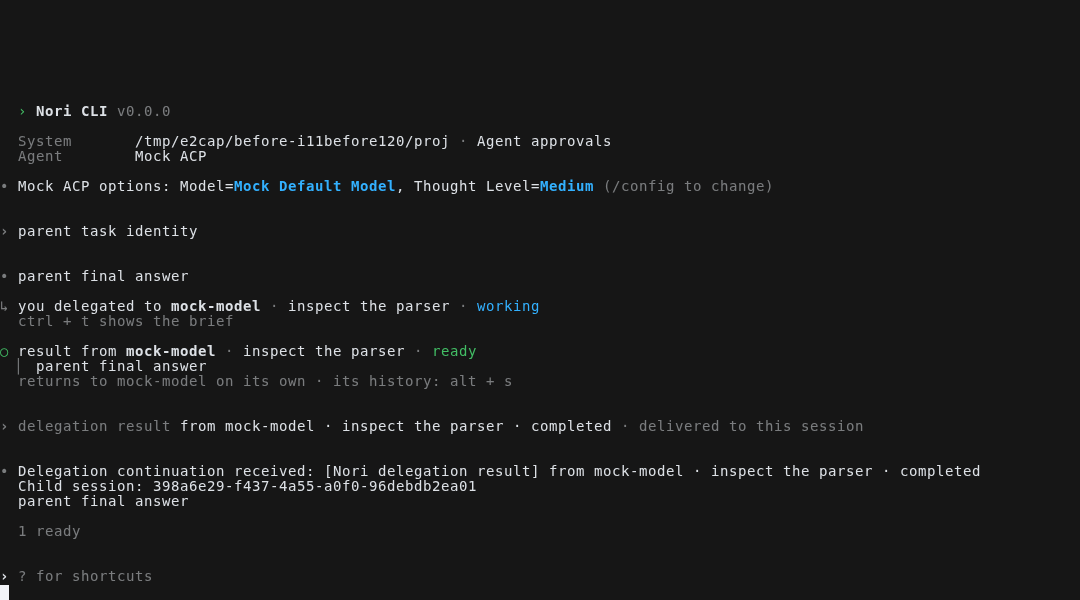 › Nori CLI v0.0.0
System /tmp/e2cap/before-i11before120/proj · Agent approvals
Agent Mock ACP
• Mock ACP options: Model=Mock Default Model, Thought Level=Medium (/config to change)
› parent task identity
• parent final answer
↳ you delegated to mock-model · inspect the parser · working
ctrl + t shows the brief
○ result from mock-model · inspect the parser · ready
│ parent final answer
returns to mock-model on its own · its history: alt + s
› delegation result from mock-model · inspect the parser · completed · delivered to this session
• Delegation continuation received: [Nori delegation result] from mock-model · inspect the parser · completed
Child session: 398a6e29-f437-4a55-a0f0-96debdb2ea01
parent final answer
1 ready
› ? for shortcuts